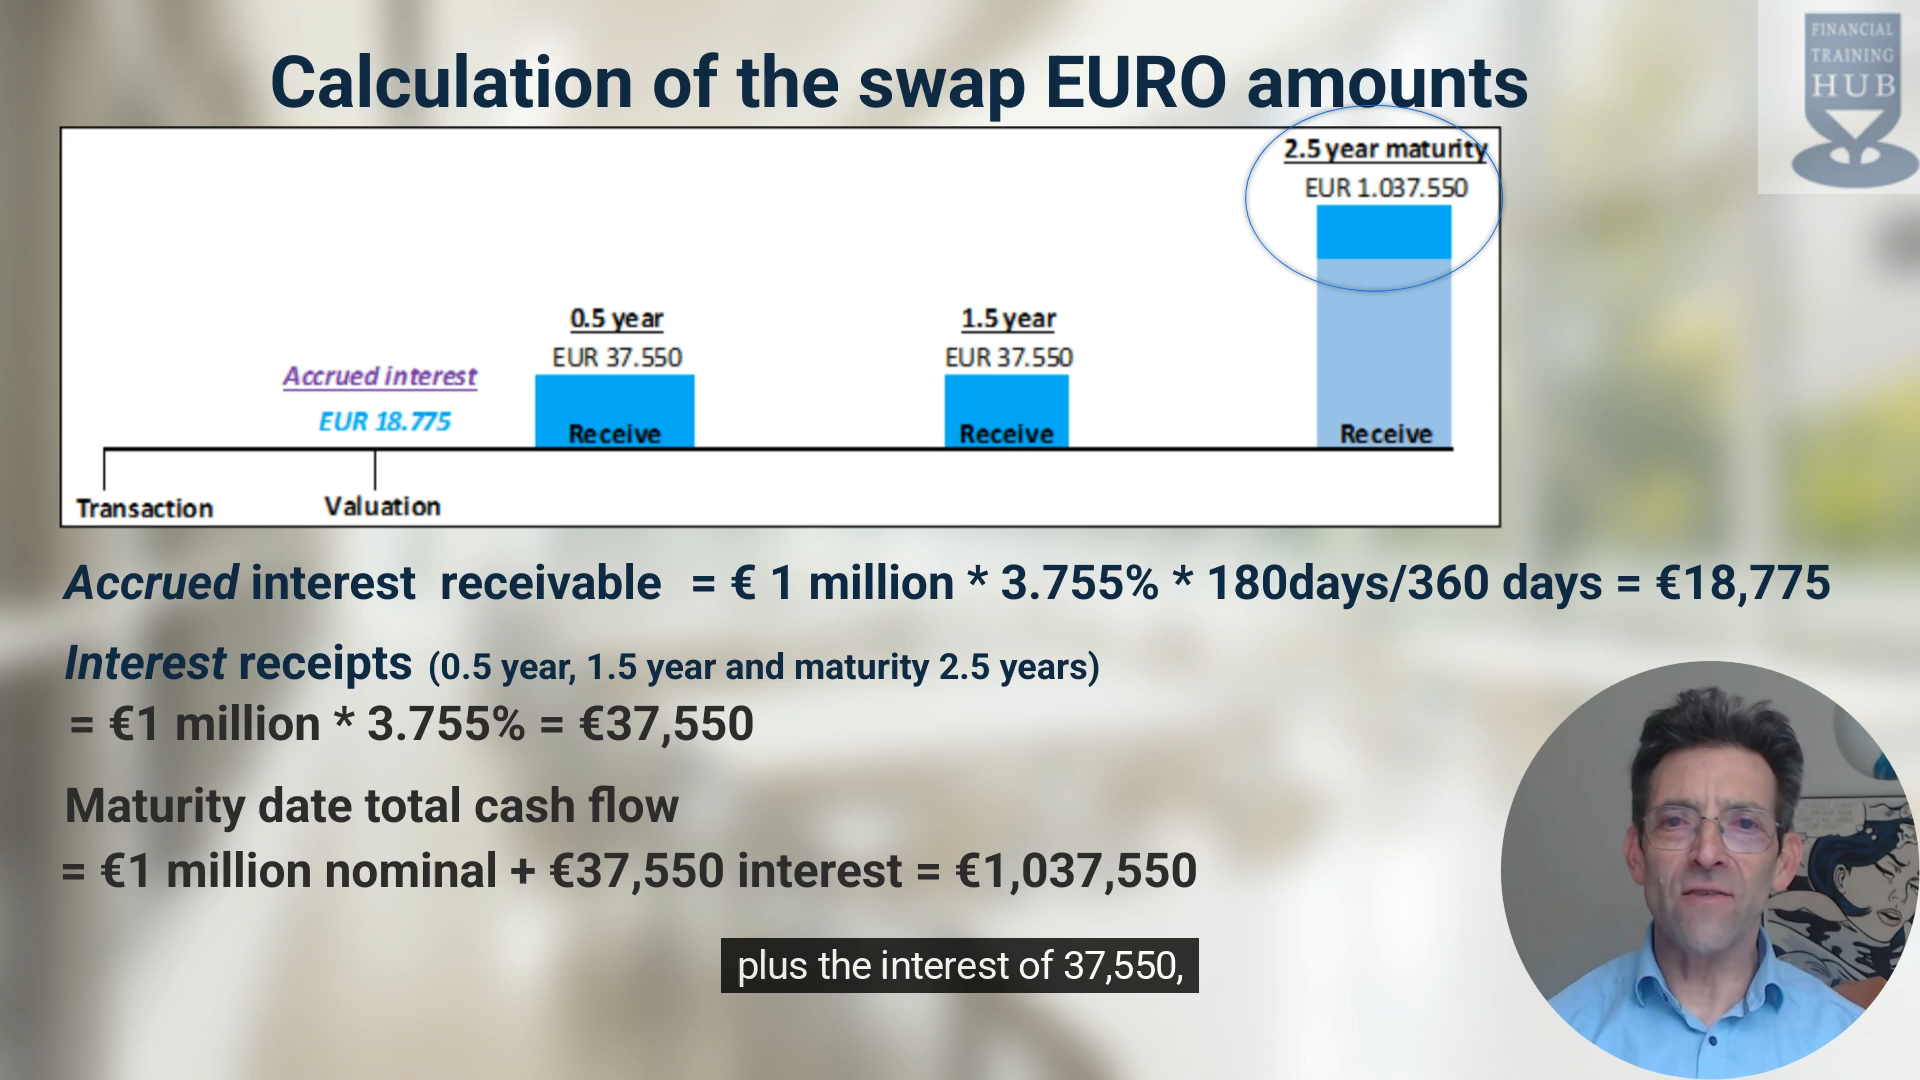 Calculation of the swap EURO amounts
FINANCIAL
TRAINING
HUB
2.5 year maturity
EUR 1.037.550
0.5 year
EUR 37.550
1.5 year
EUR 37.550
Accrued interest
EUR 18.775
Receive
Receive
Receive
Transaction
Valuation
Accrued interest receivable = € 1 million * 3.755% * 180days/360 days = €18,775
Interest receipts (0.5 year, 1.5 year and maturity 2.5 years)
= €1 million * 3.755% = €37,550
Maturity date total cash flow
= €1 million nominal + €37,550 interest = €1,037,550
plus the interest of 37,550,